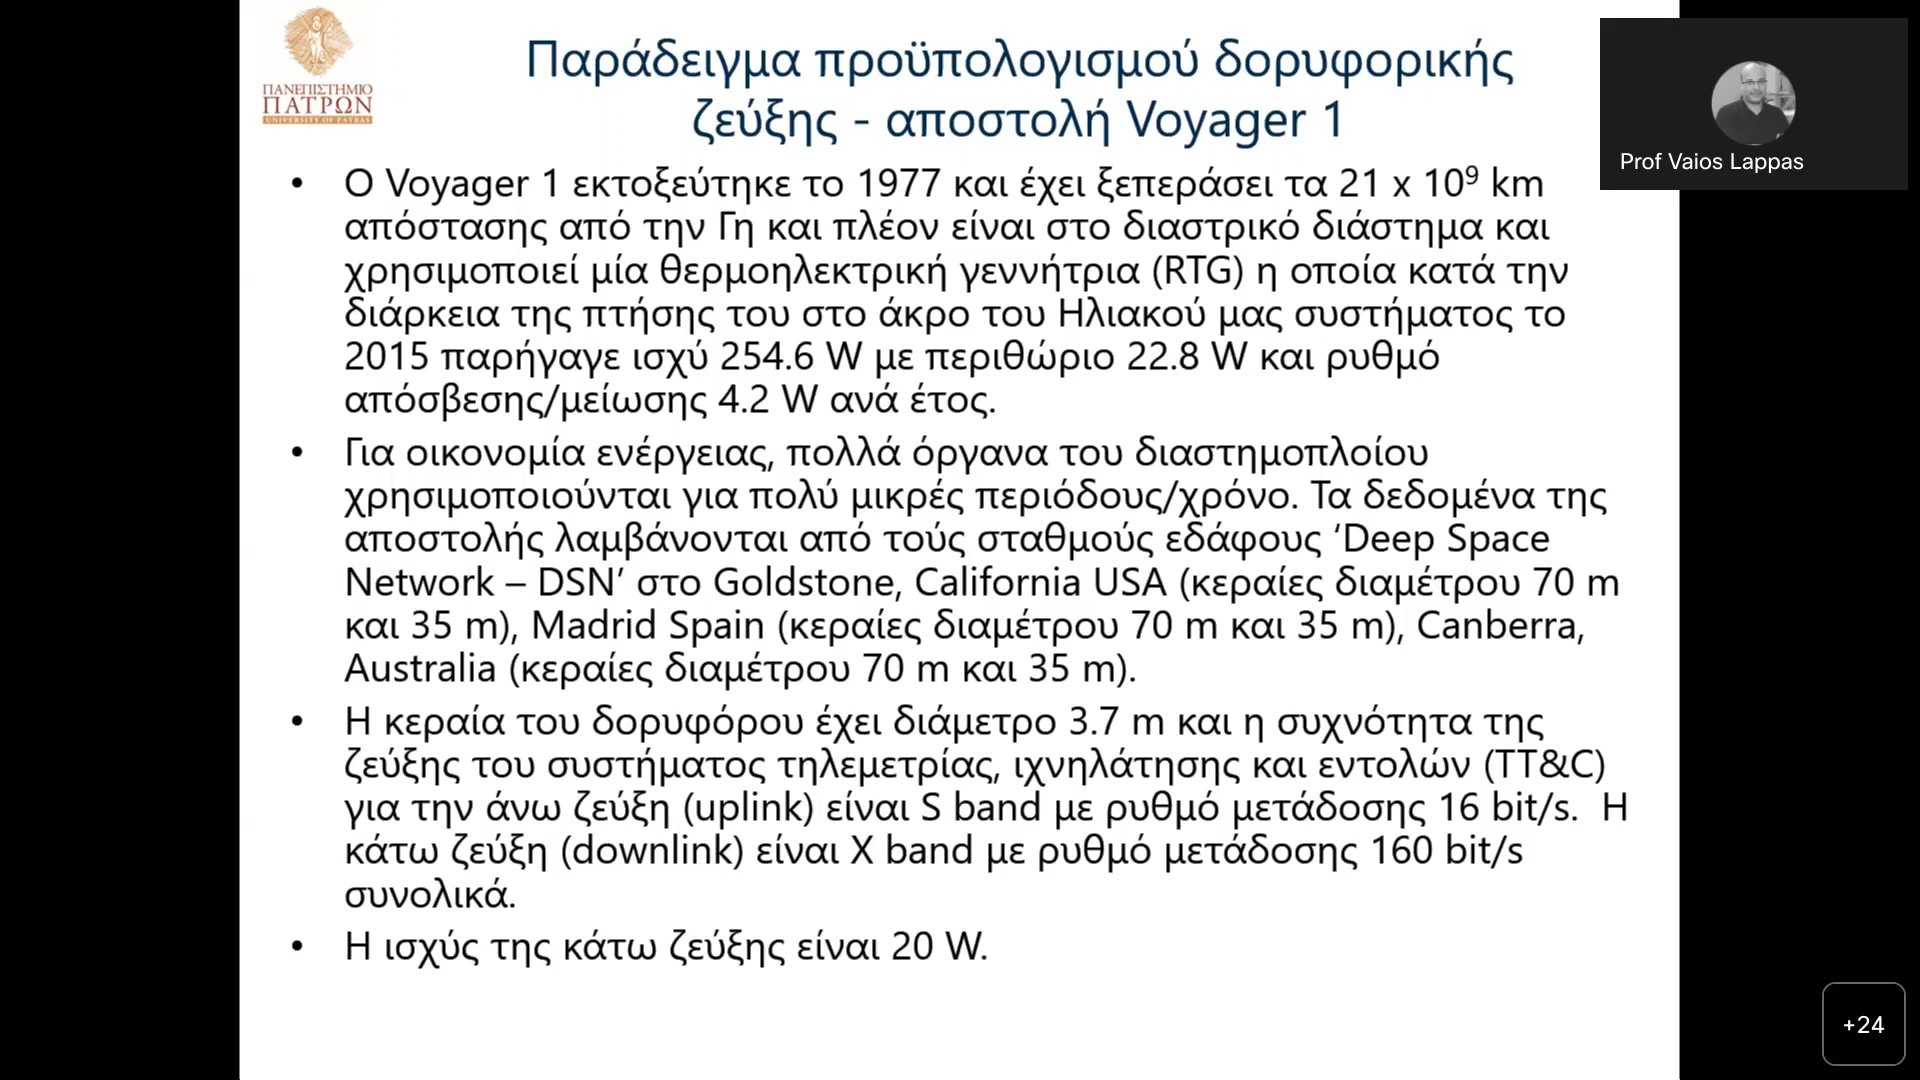 ΠΑΝΕΠΙΣΤΗΜΙΟ
ΠΑΤΡΩΝ
UNIVERSITY OF PATRAS
Παράδειγμα προϋπολογισμού δορυφορικής
ζεύξης - αποστολή Voyager 1
Prof Vaios Lappas
• Ο Voyager 1 εκτοξεύτηκε το 1977 και έχει ξεπεράσει τα 21 x 10⁹ km
απόστασης από την Γη και πλέον είναι στο διαστρικό διάστημα και
χρησιμοποιεί μία θερμοηλεκτρική γεννήτρια (RTG) η οποία κατά την
διάρκεια της πτήσης του στο άκρο του Ηλιακού μας συστήματος το
2015 παρήγαγε ισχύ 254.6 W με περιθώριο 22.8 W και ρυθμό
απόσβεσης/μείωσης 4.2 W ανά έτος.
• Για οικονομία ενέργειας, πολλά όργανα του διαστημοπλοίου
χρησιμοποιούνται για πολύ μικρές περιόδους/χρόνο. Τα δεδομένα της
αποστολής λαμβάνονται από τούς σταθμούς εδάφους ‘Deep Space
Network – DSN’ στο Goldstone, California USA (κεραίες διαμέτρου 70 m
και 35 m), Madrid Spain (κεραίες διαμέτρου 70 m και 35 m), Canberra,
Australia (κεραίες διαμέτρου 70 m και 35 m).
• Η κεραία του δορυφόρου έχει διάμετρο 3.7 m και η συχνότητα της
ζεύξης του συστήματος τηλεμετρίας, ιχνηλάτησης και εντολών (TT&C)
για την άνω ζεύξη (uplink) είναι S band με ρυθμό μετάδοσης 16 bit/s. Η
κάτω ζεύξη (downlink) είναι X band με ρυθμό μετάδοσης 160 bit/s
συνολικά.
• Η ισχύς της κάτω ζεύξης είναι 20 W.
+24